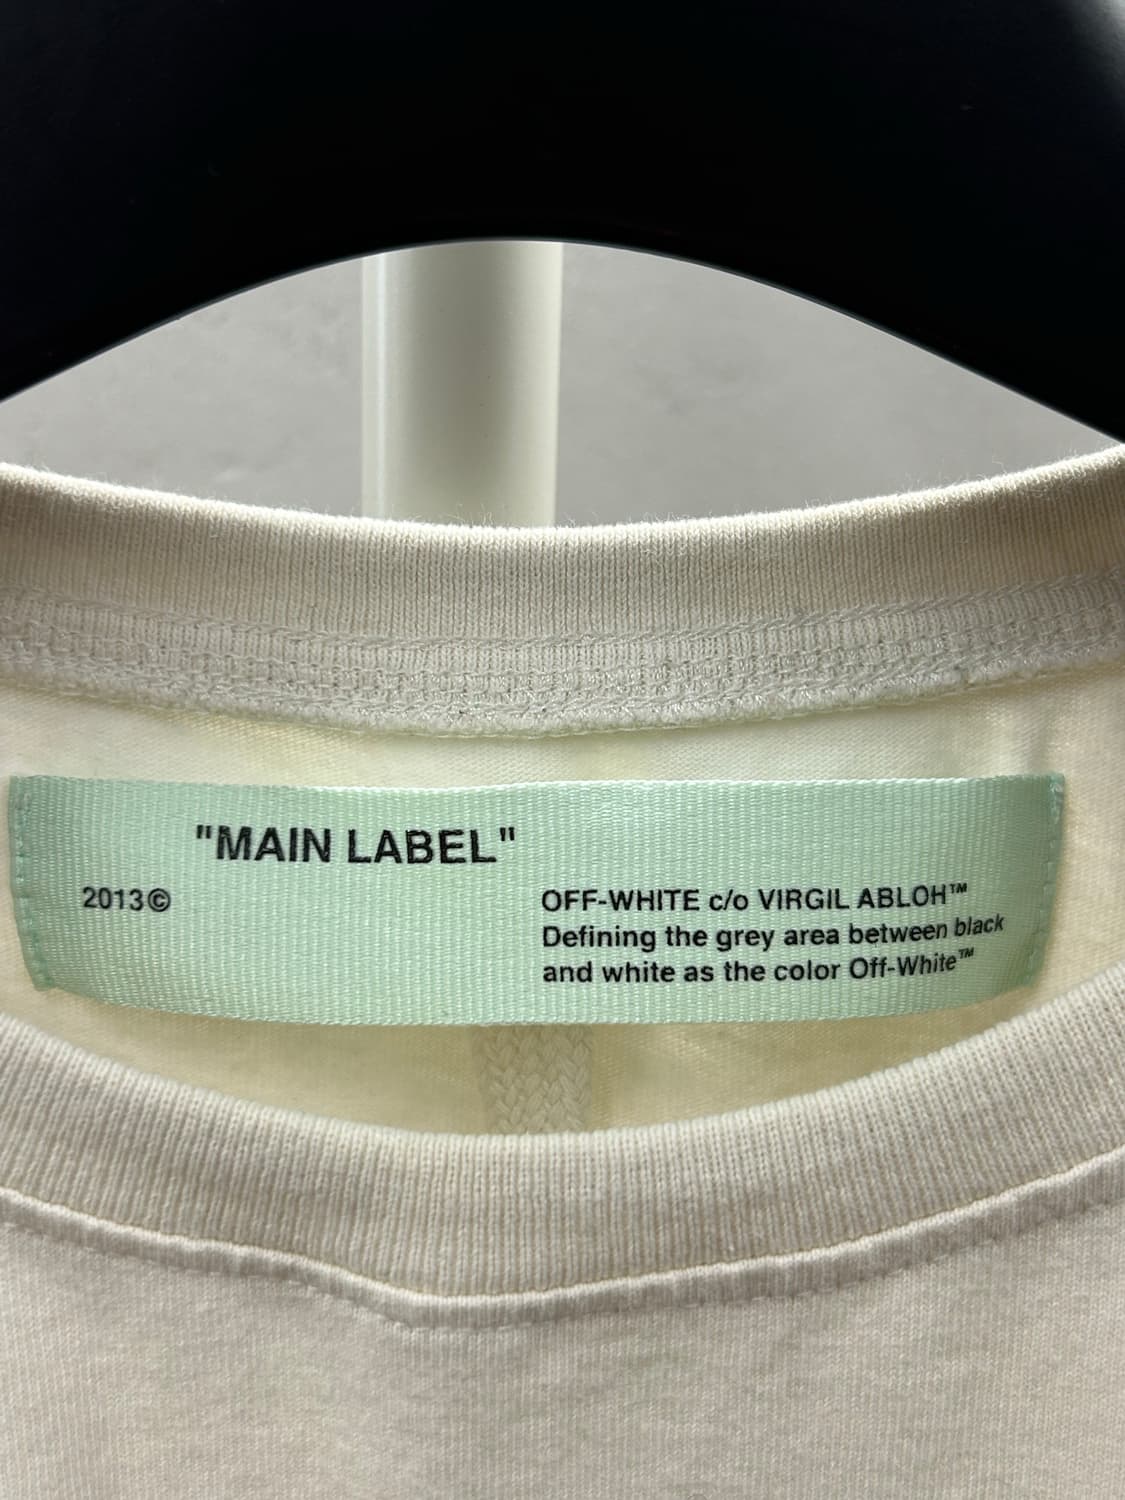 "MAIN LABEL"
2013©
OFF-WHITE c/o VIRGIL ABLOH™
Defining the grey area between black
and white as the color Off-White™